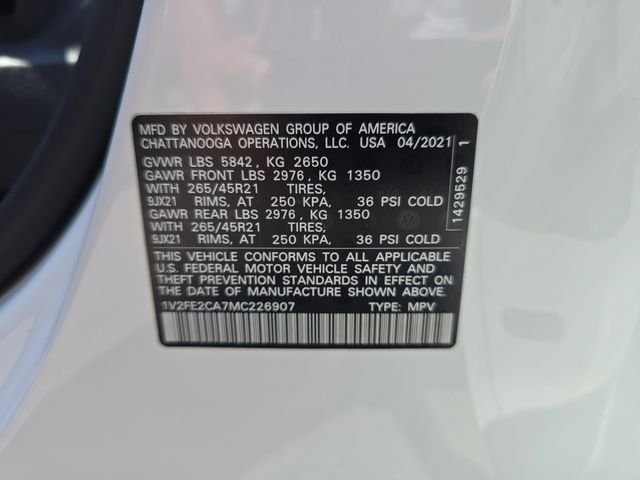 MFD BY VOLKSWAGEN GROUP OF AMERICA
CHATTANOOGA OPERATIONS, LLC. USA 04/2021
GVWR LBS 5842 , KG 2650
GAWR FRONT LBS 2976 , KG 1350
WITH 265/45R21 TIRES,
9JX21 RIMS, AT 250 KPA, 36 PSI COLD
GAWR REAR LBS 2976 , KG 1350
WITH 265/45R21 TIRES,
9JX21 RIMS, AT 250 KPA, 36 PSI COLD
THIS VEHICLE CONFORMS TO ALL APPLICABLE
U.S. FEDERAL MOTOR VEHICLE SAFETY AND
THEFT PREVENTION STANDARDS IN EFFECT ON
THE DATE OF MANUFACTURE SHOWN ABOVE.
1V2FE2CA7MC226907 TYPE: MPV
1429529 1